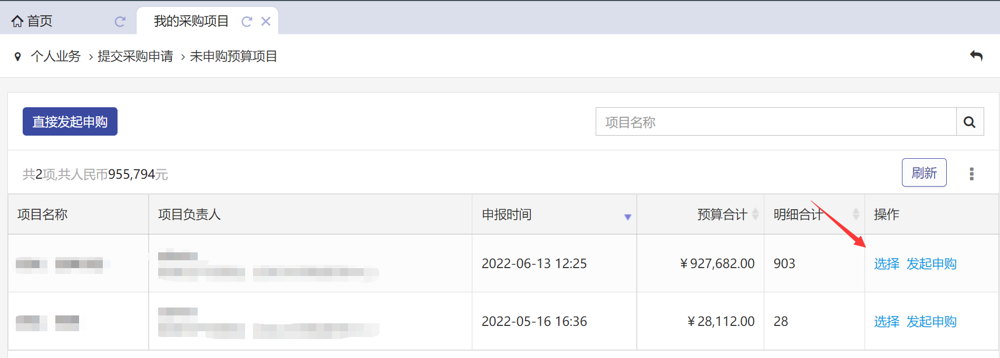 首页
我的采购项目
个人业务 › 提交采购申请 › 未申购预算项目
直接发起申购
项目名称
共2项,共人民币955,794元
刷新
项目名称 项目负责人 申报时间 预算合计 明细合计 操作
2022-06-13 12:25 ¥927,682.00 903 选择 发起申购
2022-05-16 16:36 ¥28,112.00 28 选择 发起申购